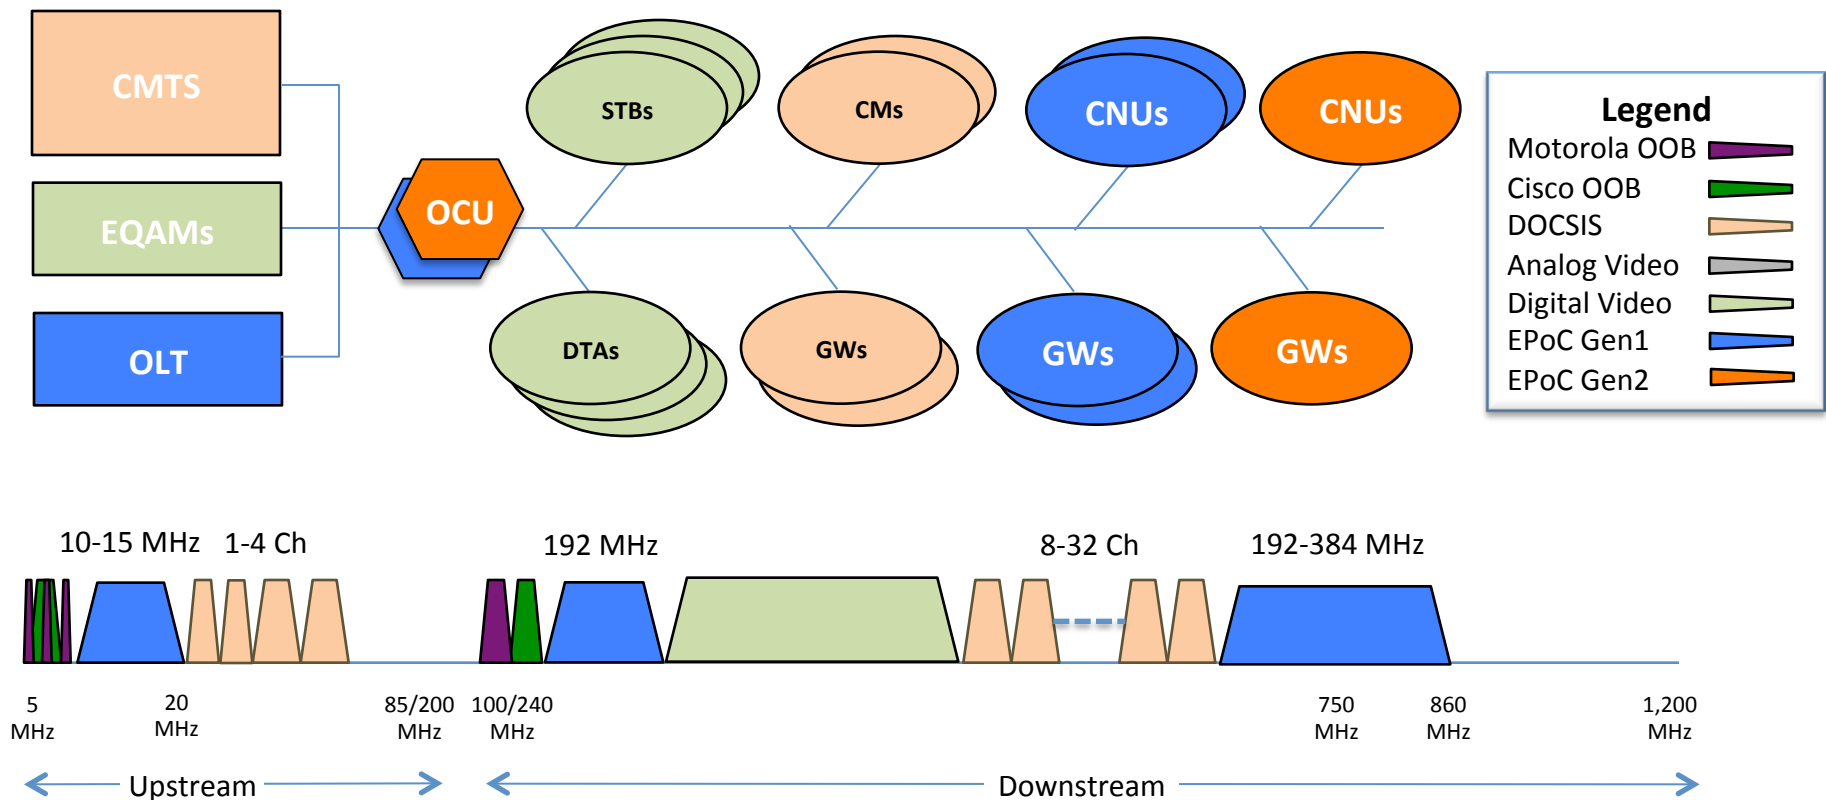 CMTS
EQAMs
OLT
OCU
STBs
CMs
CNUs
CNUs
DTAs
GWs
GWs
GWs
Legend
Motorola OOB
Cisco OOB
DOCSIS
Analog Video
Digital Video
EPoC Gen1
EPoC Gen2
10-15 MHz
1-4 Ch
192 MHz
8-32 Ch
192-384 MHz
5
MHz
20
MHz
85/200
MHz
100/240
MHz
750
MHz
860
MHz
1,200
MHz
Upstream
Downstream